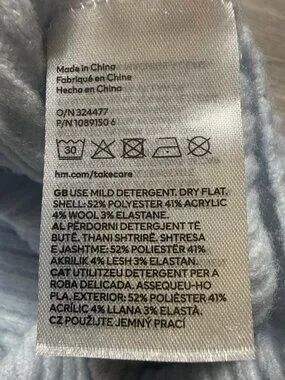 Made in China
Fabriqué en Chine
Hecho en China
O/N 324477
P/N 1089150 6
30
hm.com/takecare
GB USE MILD DETERGENT. DRY FLAT.
SHELL: 52% POLYESTER 41% ACRYLIC
4% WOOL 3% ELASTANE.
AL PËRDORNI DETERGJENT TË
BUTË. THANI SHTRIRË. SHTRESA
E JASHTME: 52% POLIESTËR 41%
AKRILIK 4% LESH 3% ELASTAN.
CAT UTILITZEU DETERGENT PER A
ROBA DELICADA. ASSEQUEU-HO
PLA. EXTERIOR: 52% POLIÈSTER 41%
ACRÍLIC 4% LLANA 3% ELASTÀ.
CZ POUŽIJTE JEMNÝ PRACÍ